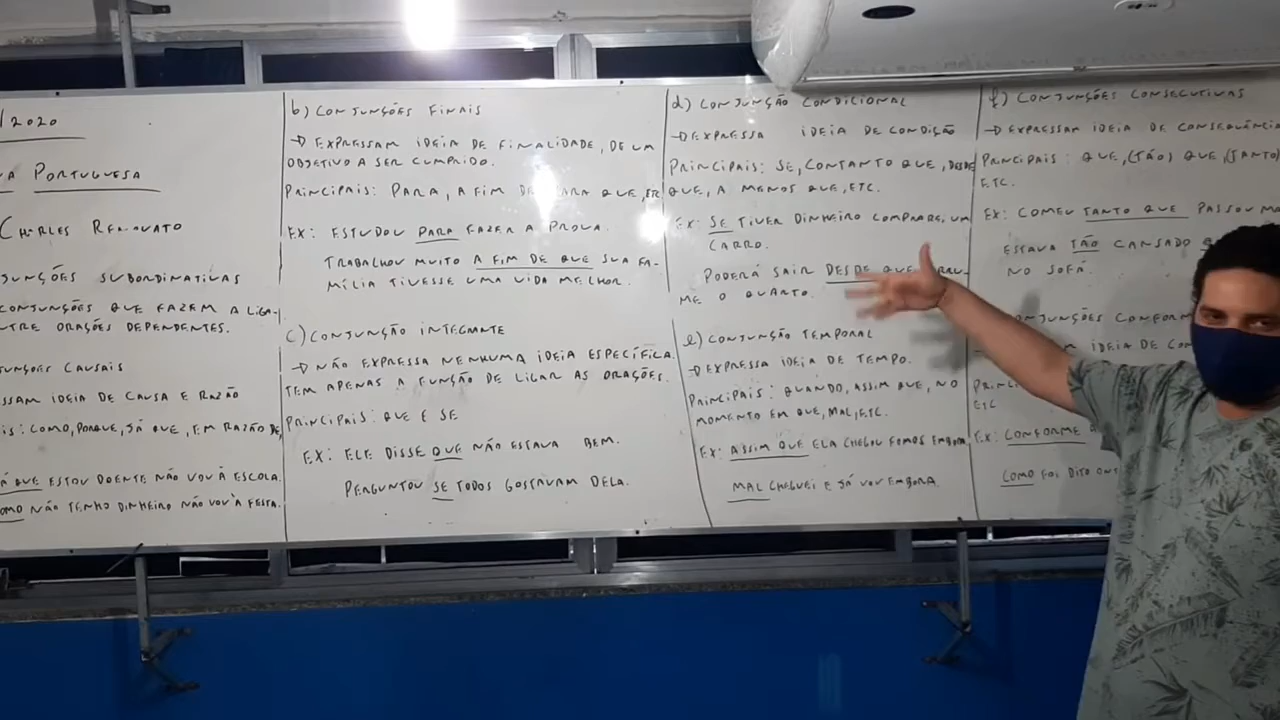 /2020
A PORTUGUESA
CHARLES RENOVATO
JUNÇÕES SUBORDINATIVAS
CONJUNÇÕES QUE FAZEM A LIGA-
NTRE ORAÇÕES DEPENDENTES.
JUNÇÕES CAUSAIS
SSAM IDEIA DE CAUSA E RAZÃO
IS: COMO, PORQUE, JÁ QUE, EM RAZÃO DE,
JÁ QUE ESTOU DOENTE NÃO VOU À ESCOLA.
OMO NÃO TENHO DINHEIRO NÃO VOU À FESTA.
b) CONJUNÇÕES FINAIS
→ EXPRESSAM IDEIA DE FINALIDADE, DE UM
OBJETIVO A SER CUMPRIDO.
PRINCIPAIS: PARA, A FIM DE, PARA QUE, ETC
EX: ESTUDOU PARA FAZER A PROVA.
TRABALHOU MUITO A FIM DE QUE SUA FA-
MÍLIA TIVESSE UMA VIDA MELHOR.
c) CONJUNÇÃO INTEGRANTE
→ NÃO EXPRESSA NENHUMA IDEIA ESPECÍFICA.
TEM APENAS A FUNÇÃO DE LIGAR AS ORAÇÕES.
PRINCIPAIS: QUE E SE
EX: ELE DISSE QUE NÃO ESTAVA BEM.
PERGUNTOU SE TODOS GOSTAVAM DELA.
d) CONJUNÇÃO CONDICIONAL
→ EXPRESSA IDEIA DE CONDIÇÃO
PRINCIPAIS: SE, CONTANTO QUE, DESDE
QUE, A MENOS QUE, ETC.
EX: SE TIVER DINHEIRO COMPRAREI UM
CARRO.
PODERÁ SAIR DESDE QUE
ME O QUARTO.
e) CONJUNÇÃO TEMPORAL
→ EXPRESSA IDEIA DE TEMPO.
PRINCIPAIS: QUANDO, ASSIM QUE, NO
MOMENTO EM QUE, MAL, ETC.
EX: ASSIM QUE ELA CHEGOU FOMOS EMBORA
MAL CHEGUEI E JÁ VOU EMBORA.
f) CONJUNÇÕES CONSECUTIVAS
→ EXPRESSAM IDEIA DE CONSEQUÊNCIA
PRINCIPAIS: QUE, (TÃO) QUE, (TANTO)
ETC.
EX: COMEU TANTO QUE PASSOU
ESTAVA TÃO CANSADO
NO SOFÁ.
CONJUNÇÕES CONFORM
IDEIA DE CON
PRINCI
ETC
EX: CONFORME
COMO FOI DITO ONT